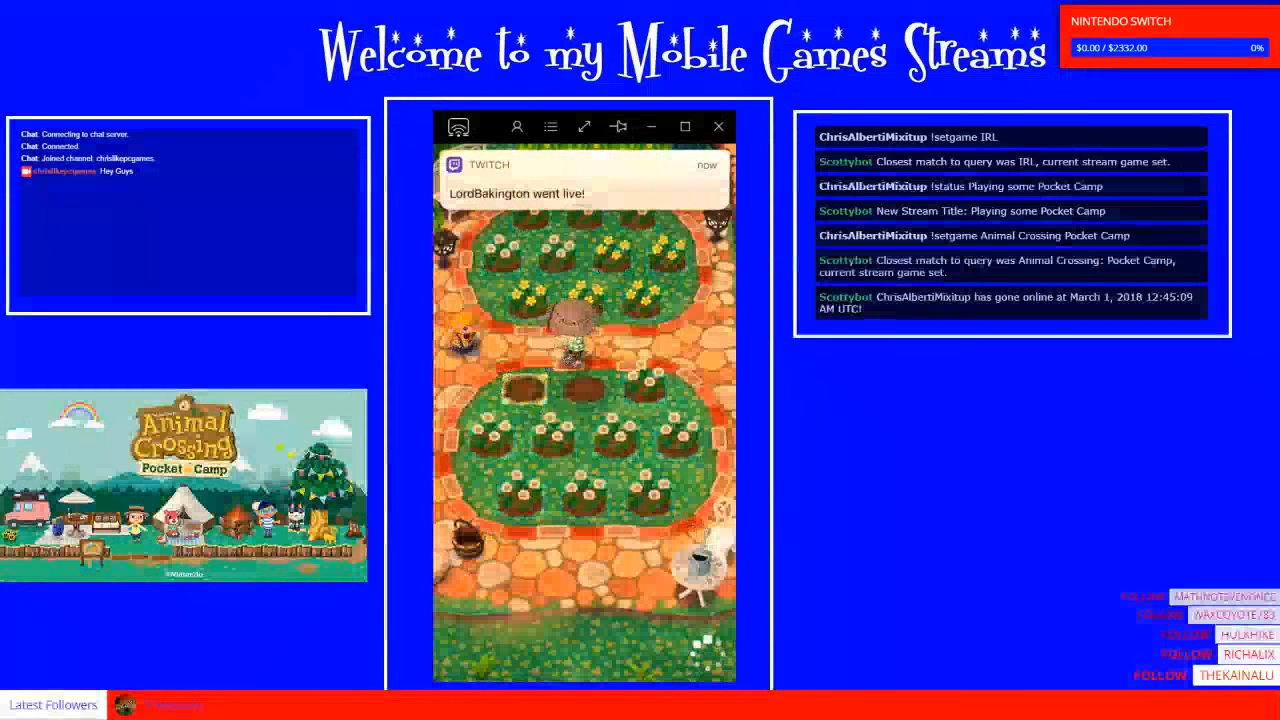 Welcome to my Mobile Games Streams
NINTENDO SWITCH
$0.00 / $2332.00 0%
Chat: Connecting to chat server.
Chat: Connected.
Chat: Joined channel: chrislikepcgames.
chrislikepcgames: Hey Guys
TWITCH now
LordBakington went live!
ChrisAlbertiMixitup !setgame IRL
Scottybot Closest match to query was IRL, current stream game set.
ChrisAlbertiMixitup !status Playing some Pocket Camp
Scottybot New Stream Title: Playing some Pocket Camp
ChrisAlbertiMixitup !setgame Animal Crossing Pocket Camp
Scottybot Closest match to query was Animal Crossing: Pocket Camp,
current stream game set.
Scottybot ChrisAlbertiMixitup has gone online at March 1, 2018 12:45:09
AM UTC!
Animal
Crossing
Pocket Camp
©Nintendo
FOLLOW
FOLLOW
FOLLOW HULKHIKE
FOLLOW RICHALIX
FOLLOW THEKAINALU
Latest Followers Thekainalu